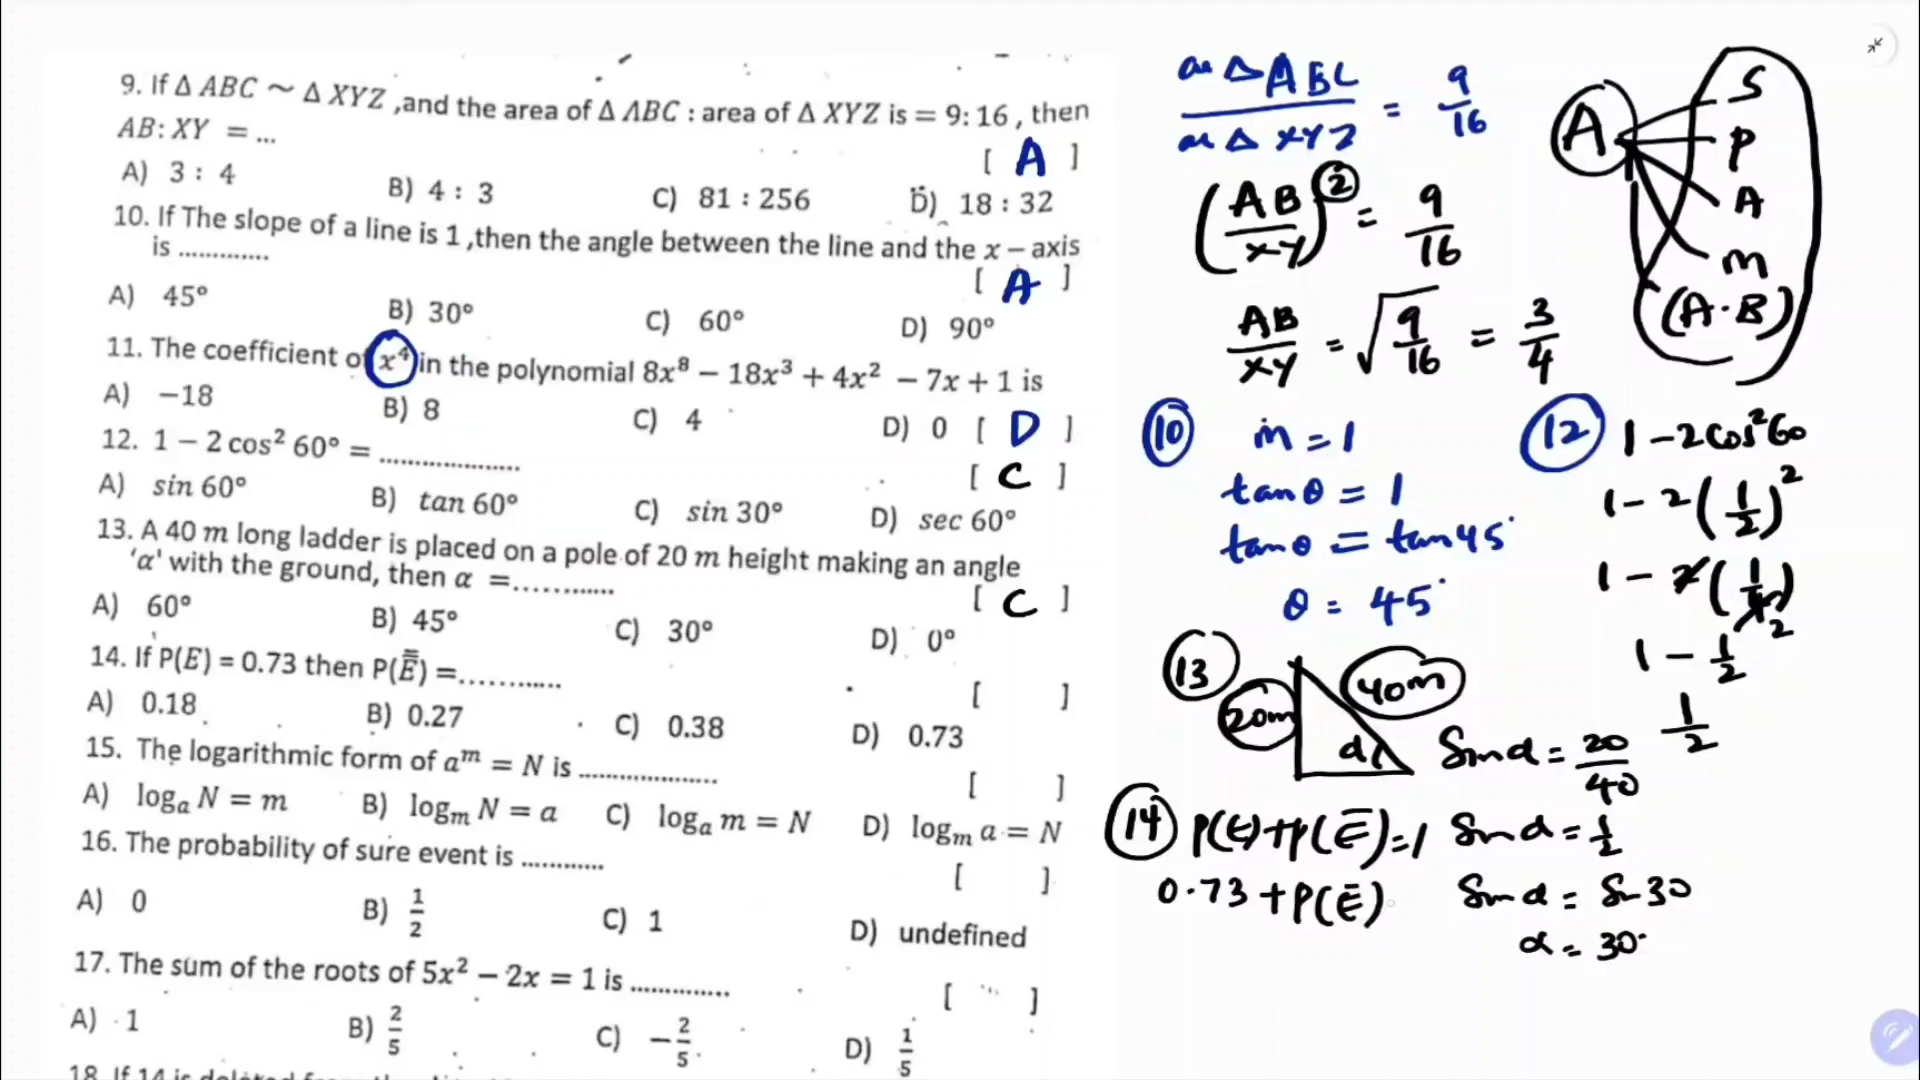 9. If Δ ABC ~ Δ XYZ ,and the area of Δ ABC : area of Δ XYZ is = 9:16 , then
AB: XY = ...
[ A ]
A) 3 : 4 B) 4 : 3 C) 81 : 256 D) 18 : 32
10. If The slope of a line is 1 ,then the angle between the line and the x – axis
is .............
[ A ]
A) 45° B) 30° C) 60° D) 90°
11. The coefficient of x⁴ in the polynomial 8x⁸ − 18x³ + 4x² − 7x + 1 is
A) −18 B) 8 C) 4 D) 0 [ D ]
12. 1 − 2 cos² 60° = ....................
[ C ]
A) sin 60° B) tan 60° C) sin 30° D) sec 60°
13. A 40 m long ladder is placed on a pole of 20 m height making an angle
'α' with the ground, then α =............
[ C ]
A) 60° B) 45° C) 30° D) 0°
14. If P(E) = 0.73 then P(E̅) =............
[ ]
A) 0.18 B) 0.27 C) 0.38 D) 0.73
15. The logarithmic form of aᵐ = N is ...................
[ ]
A) logₐ N = m B) logₘ N = a C) logₐ m = N D) logₘ a = N
16. The probability of sure event is ............
[ ]
A) 0 B) 1/2 C) 1 D) undefined
17. The sum of the roots of 5x² − 2x = 1 is .............
[ ]
A) 1 B) 2/5 C) −2/5 D) 1/5
ar Δ ABC / ar Δ XYZ = 9/16
(AB/XY)² = 9/16
AB/XY = √9/16 = 3/4
A
S
P
A
m
(A·B)
10 m = 1
tanθ = 1
tanθ = tan45°
θ = 45°
12 1 − 2cos²60
1 − 2(1/2)²
1 − 2(1/4) 2
1 − 1/2
1/2
13
20m 40m
α
Sinα = 20/40
Sinα = 1/2
Sinα = Sin30
α = 30°
14 P(E)+P(E̅)=1
0.73 + P(E̅)